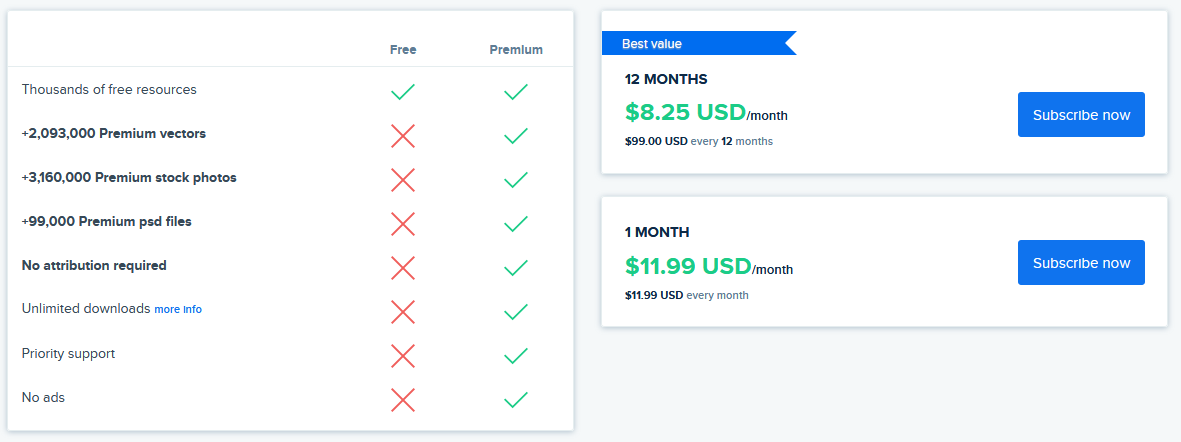 Free Premium
Thousands of free resources
+2,093,000 Premium vectors
+3,160,000 Premium stock photos
+99,000 Premium psd files
No attribution required
Unlimited downloads more info
Priority support
No ads
Best value
12 MONTHS
$8.25 USD/month
$99.00 USD every 12 months
Subscribe now
1 MONTH
$11.99 USD/month
$11.99 USD every month
Subscribe now